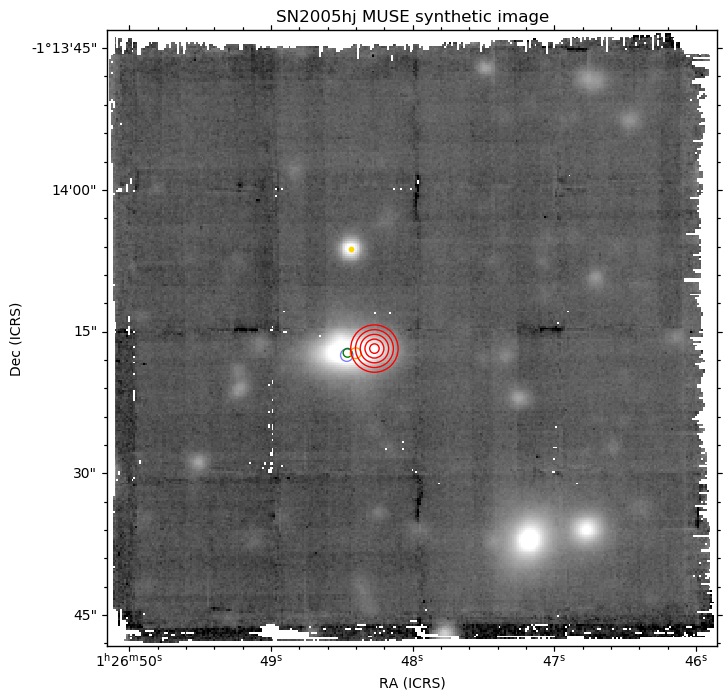 SN2005hj MUSE synthetic image
-1°13'45"
14'00"
15"
30"
45"
Dec (ICRS)
1ʰ26ᵐ50ˢ
49ˢ
48ˢ
47ˢ
46ˢ
RA (ICRS)